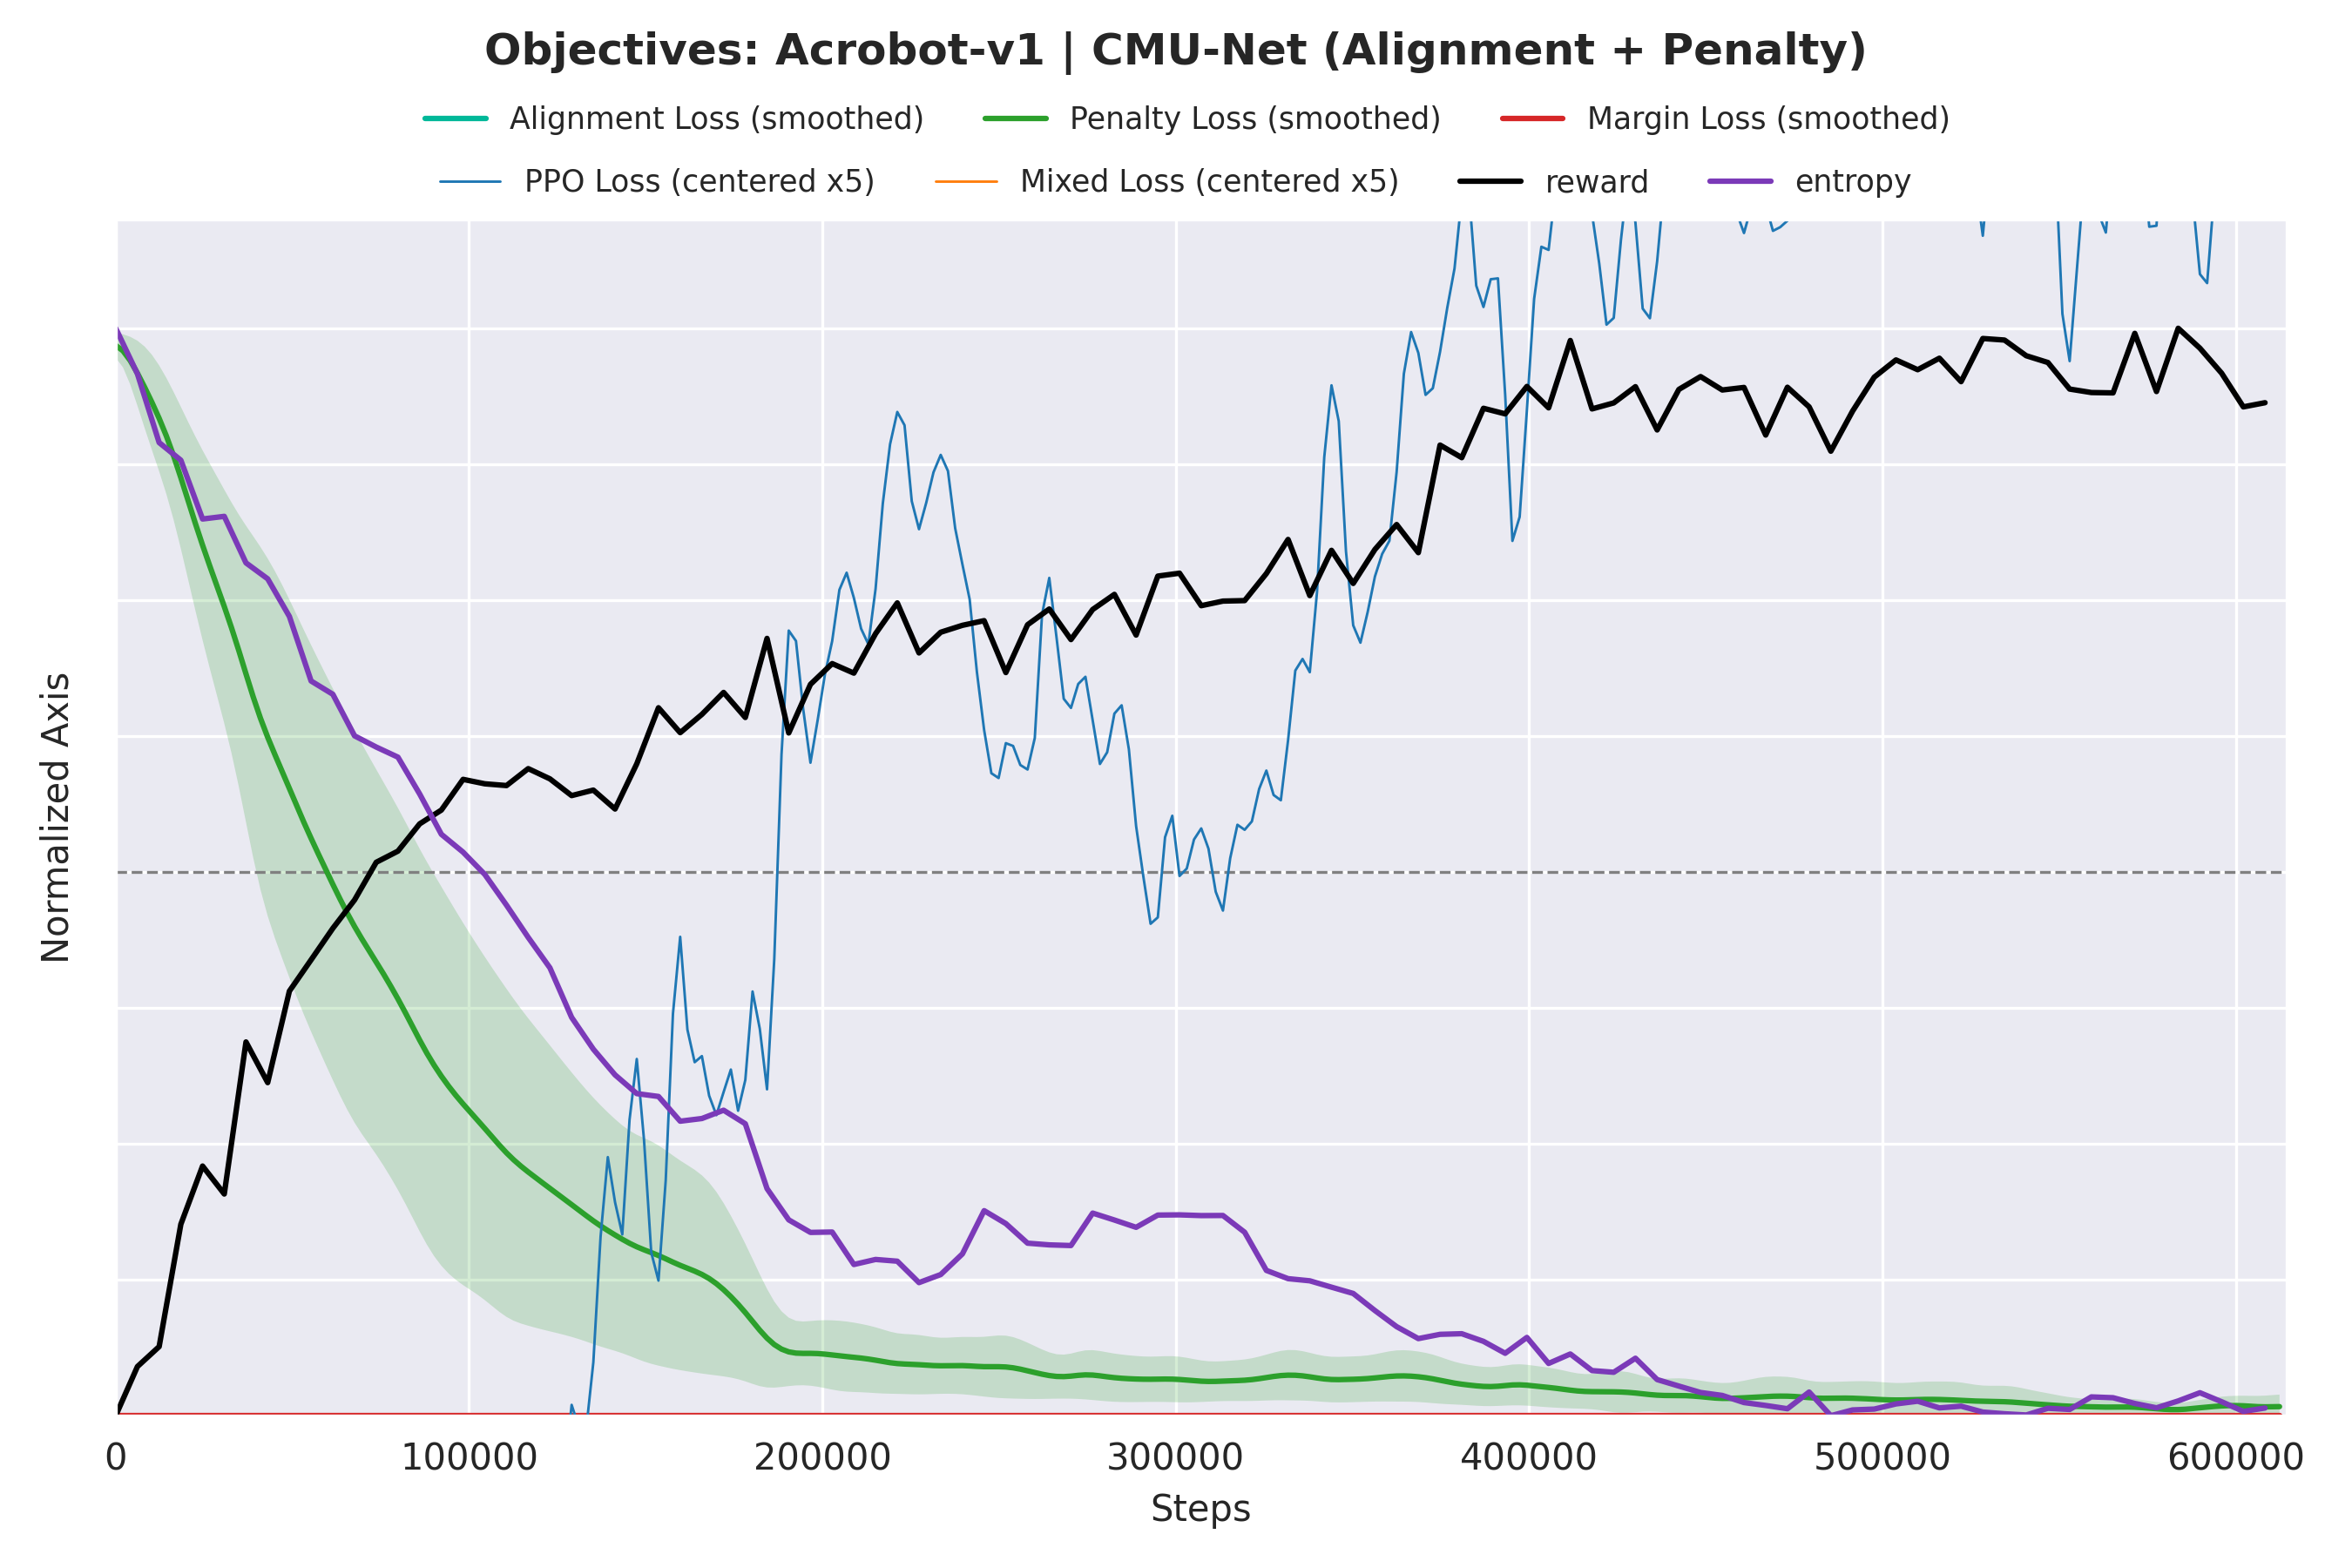 Objectives: Acrobot-v1 | CMU-Net (Alignment + Penalty)
Alignment Loss (smoothed) Penalty Loss (smoothed) Margin Loss (smoothed)
PPO Loss (centered x5) Mixed Loss (centered x5) reward entropy
Normalized Axis
0 100000 200000 300000 400000 500000 600000
Steps